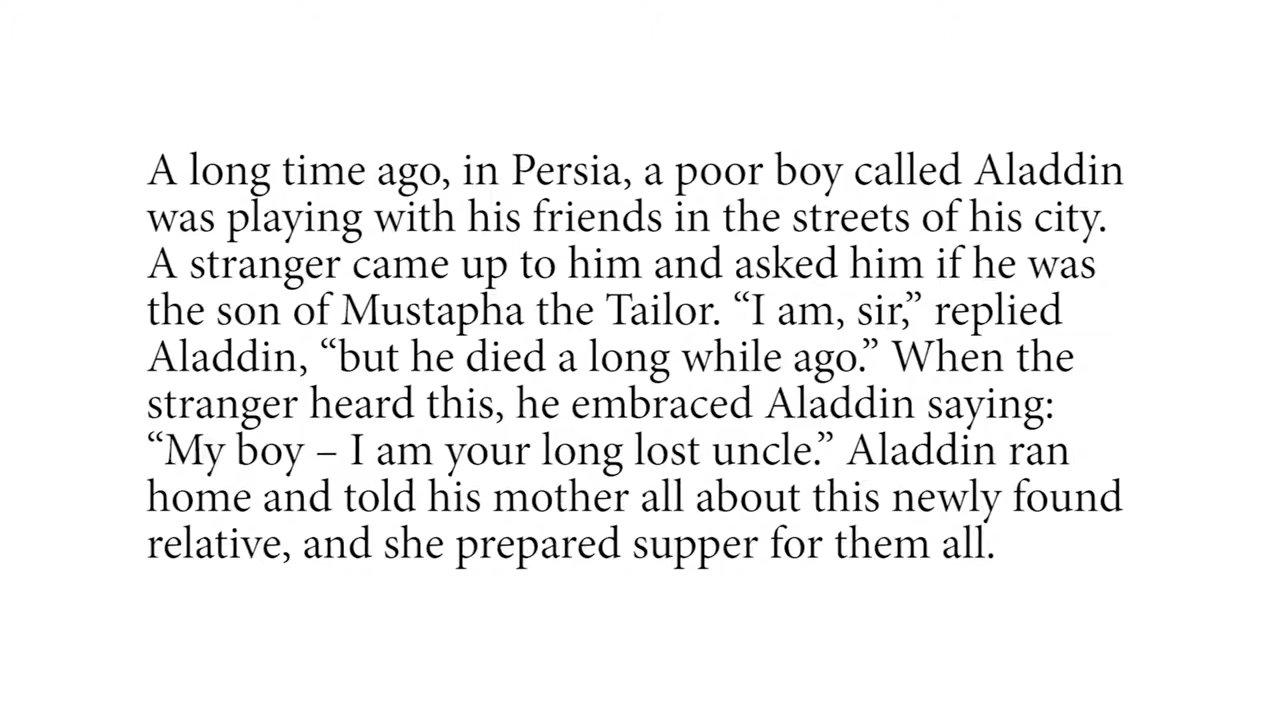 A long time ago, in Persia, a poor boy called Aladdin
was playing with his friends in the streets of his city.
A stranger came up to him and asked him if he was
the son of Mustapha the Tailor. “I am, sir,” replied
Aladdin, “but he died a long while ago.” When the
stranger heard this, he embraced Aladdin saying:
“My boy – I am your long lost uncle.” Aladdin ran
home and told his mother all about this newly found
relative, and she prepared supper for them all.